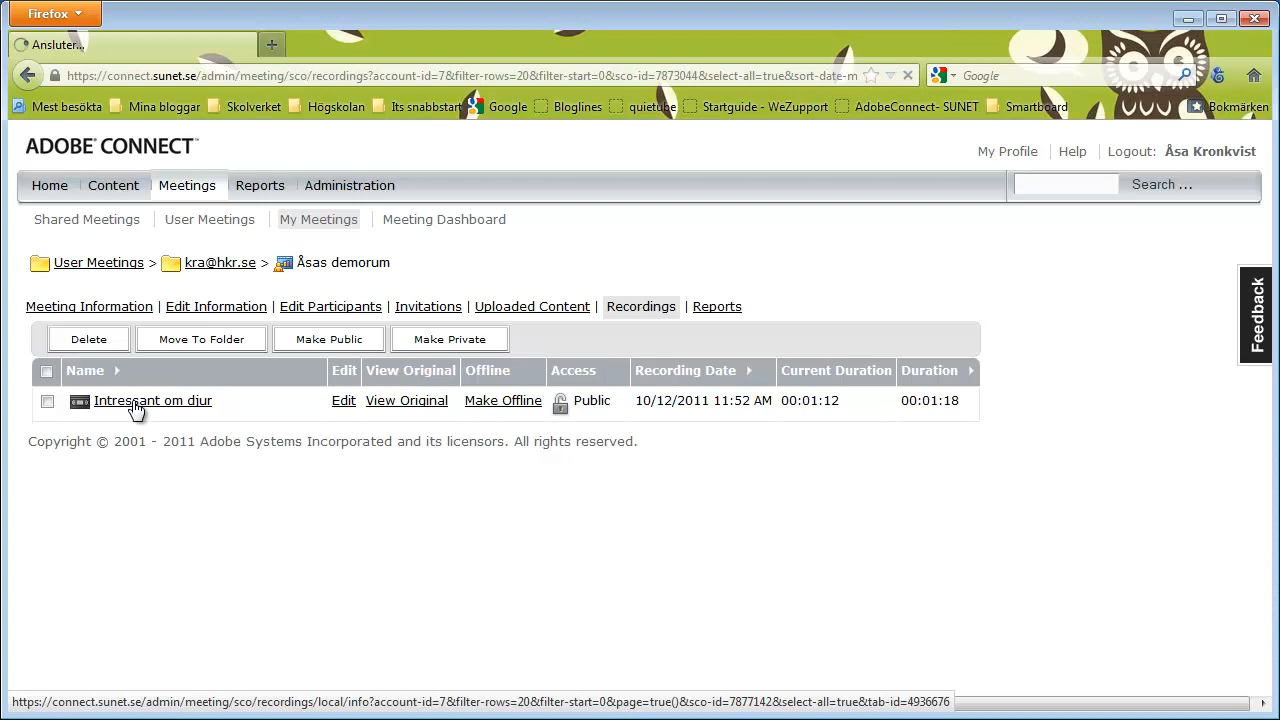 Firefox
Ansluter...
https://connect.sunet.se/admin/meeting/sco/recordings?account-id=7&filter-rows=20&filter-start=0&sco-id=7873044&select-all=true&sort-date-m
Google
Mest besökta Mina bloggar Skolverket Högskolan Its snabbstart Google Bloglines quietube Startguide - WeZupport AdobeConnect- SUNET Smartboard Bokmärken
ADOBE® CONNECT™
My Profile | Help | Logout: Åsa Kronkvist
Home Content Meetings Reports Administration Search ...
Shared Meetings | User Meetings | My Meetings | Meeting Dashboard
User Meetings > kra@hkr.se > Åsas demorum
Meeting Information | Edit Information | Edit Participants | Invitations | Uploaded Content | Recordings | Reports
Delete Move To Folder Make Public Make Private
Name Edit View Original Offline Access Recording Date Current Duration Duration
Intressant om djur Edit View Original Make Offline Public 10/12/2011 11:52 AM 00:01:12 00:01:18
Copyright © 2001 - 2011 Adobe Systems Incorporated and its licensors. All rights reserved.
Feedback
https://connect.sunet.se/admin/meeting/sco/recordings/local/info?account-id=7&filter-rows=20&filter-start=0&page=true()&sco-id=7877142&select-all=true&tab-id=4936676